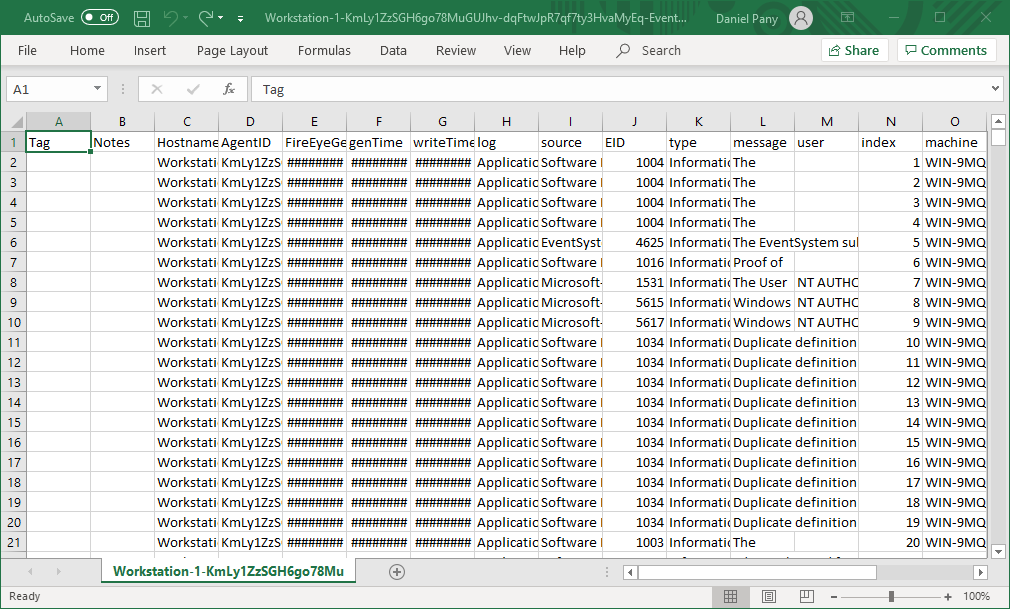 AutoSave Off Workstation-1-KmLy1ZzSGH6go78MuGUJhv-dqFtwJpR7qf7ty3HvaMyEq-Event... Daniel Pany
File Home Insert Page Layout Formulas Data Review View Help Search Share Comments
A1 fx Tag
A B C D E F G H I J K L M N O
1 Tag Notes Hostname AgentID FireEyeGe genTime writeTime log source EID type message user index machine
2 Workstati KmLy1ZzS ######## ######## ######## Applicatic Software 1004 Informatic The 1 WIN-9MQ
3 Workstati KmLy1ZzS ######## ######## ######## Applicatic Software 1004 Informatic The 2 WIN-9MQ
4 Workstati KmLy1ZzS ######## ######## ######## Applicatic Software 1004 Informatic The 3 WIN-9MQ
5 Workstati KmLy1ZzS ######## ######## ######## Applicatic Software 1004 Informatic The 4 WIN-9MQ
6 Workstati KmLy1ZzS ######## ######## ######## Applicatic EventSyst 4625 Informatic The EventSystem sul 5 WIN-9MQ
7 Workstati KmLy1ZzS ######## ######## ######## Applicatic Software 1016 Informatic Proof of 6 WIN-9MQ
8 Workstati KmLy1ZzS ######## ######## ######## Applicatic Microsoft- 1531 Informatic The User NT AUTHC 7 WIN-9MQ
9 Workstati KmLy1ZzS ######## ######## ######## Applicatic Microsoft- 5615 Informatic Windows NT AUTHC 8 WIN-9MQ
10 Workstati KmLy1ZzS ######## ######## ######## Applicatic Microsoft- 5617 Informatic Windows NT AUTHC 9 WIN-9MQ
11 Workstati KmLy1ZzS ######## ######## ######## Applicatic Software 1034 Informatic Duplicate definition 10 WIN-9MQ
12 Workstati KmLy1ZzS ######## ######## ######## Applicatic Software 1034 Informatic Duplicate definition 11 WIN-9MQ
13 Workstati KmLy1ZzS ######## ######## ######## Applicatic Software 1034 Informatic Duplicate definition 12 WIN-9MQ
14 Workstati KmLy1ZzS ######## ######## ######## Applicatic Software 1034 Informatic Duplicate definition 13 WIN-9MQ
15 Workstati KmLy1ZzS ######## ######## ######## Applicatic Software 1034 Informatic Duplicate definition 14 WIN-9MQ
16 Workstati KmLy1ZzS ######## ######## ######## Applicatic Software 1034 Informatic Duplicate definition 15 WIN-9MQ
17 Workstati KmLy1ZzS ######## ######## ######## Applicatic Software 1034 Informatic Duplicate definition 16 WIN-9MQ
18 Workstati KmLy1ZzS ######## ######## ######## Applicatic Software 1034 Informatic Duplicate definition 17 WIN-9MQ
19 Workstati KmLy1ZzS ######## ######## ######## Applicatic Software 1034 Informatic Duplicate definition 18 WIN-9MQ
20 Workstati KmLy1ZzS ######## ######## ######## Applicatic Software 1034 Informatic Duplicate definition 19 WIN-9MQ
21 Workstati KmLy1ZzS ######## ######## ######## Applicatic Software 1003 Informatic The 20 WIN-9MQ
Workstation-1-KmLy1ZzSGH6go78Mu
Ready 100%